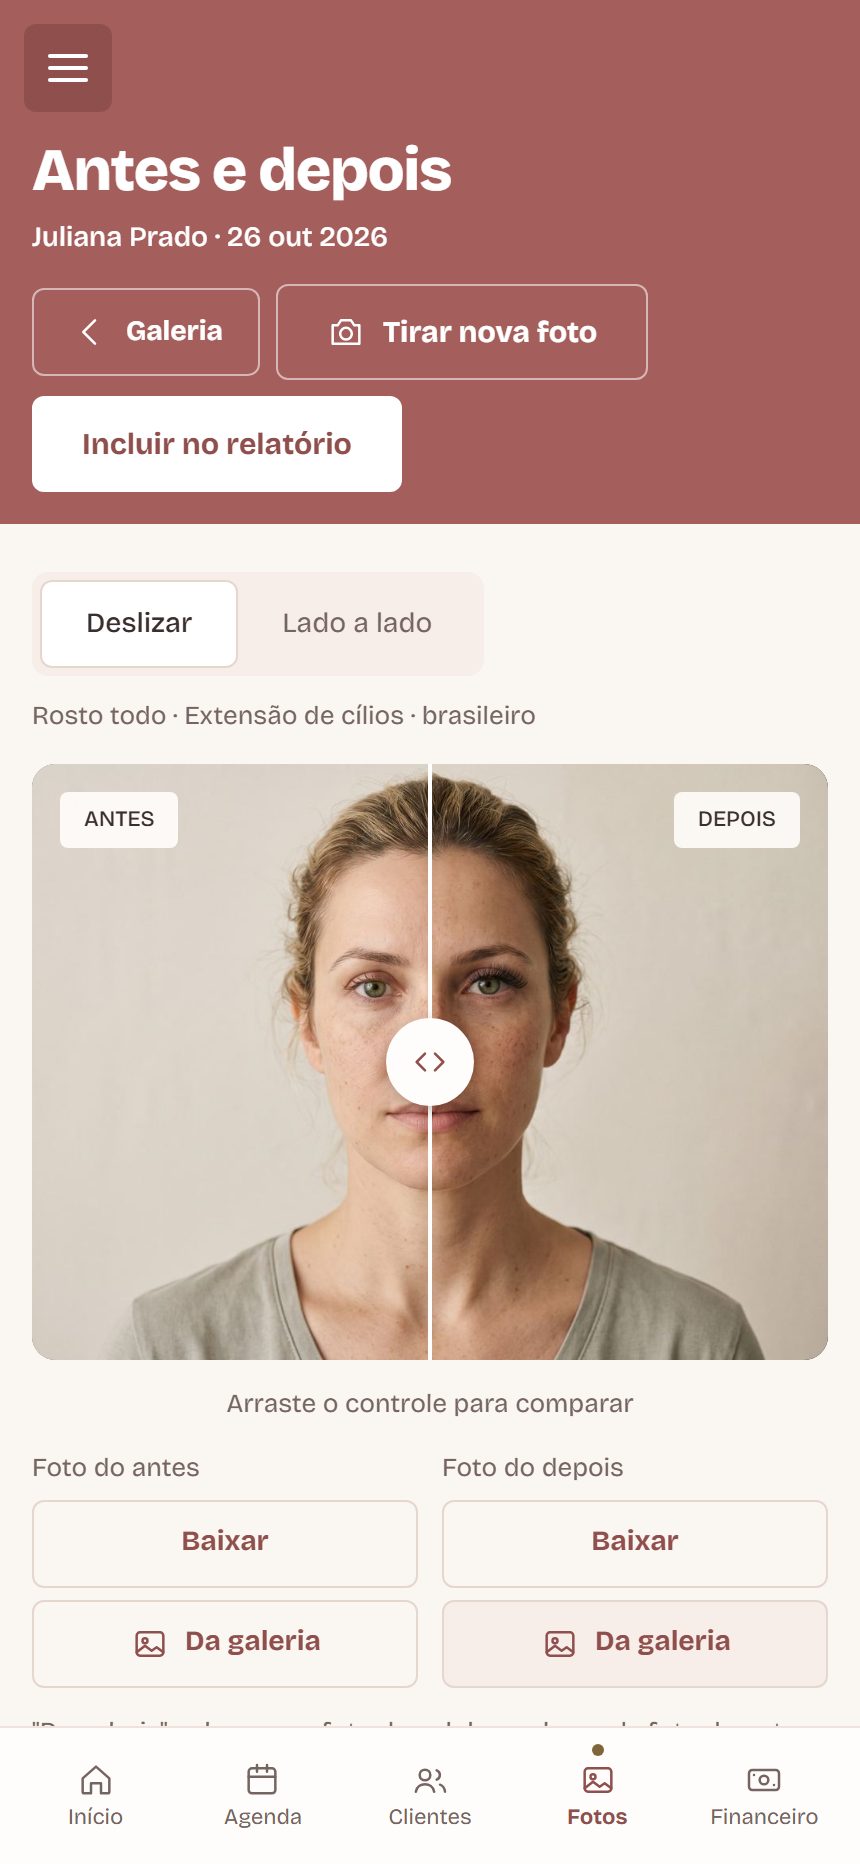 Antes e depois
Juliana Prado · 26 out 2026
Galeria
Tirar nova foto
Incluir no relatório
Deslizar
Lado a lado
Rosto todo · Extensão de cílios · brasileiro
ANTES
DEPOIS
Arraste o controle para comparar
Foto do antes
Foto do depois
Baixar
Baixar
Da galeria
Da galeria
Início
Agenda
Clientes
Fotos
Financeiro